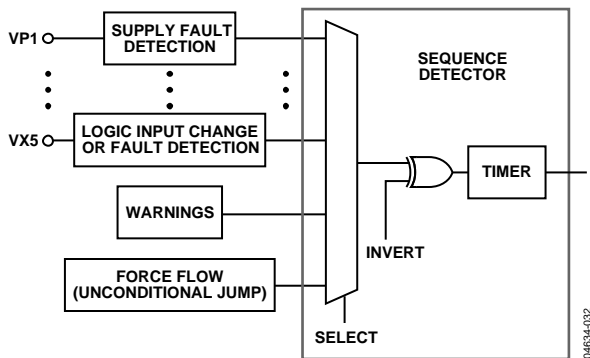 VP1
SUPPLY FAULT
DETECTION
SEQUENCE
DETECTOR
VX5
LOGIC INPUT CHANGE
OR FAULT DETECTION
TIMER
WARNINGS
INVERT
FORCE FLOW
(UNCONDITIONAL JUMP)
SELECT
04634-032